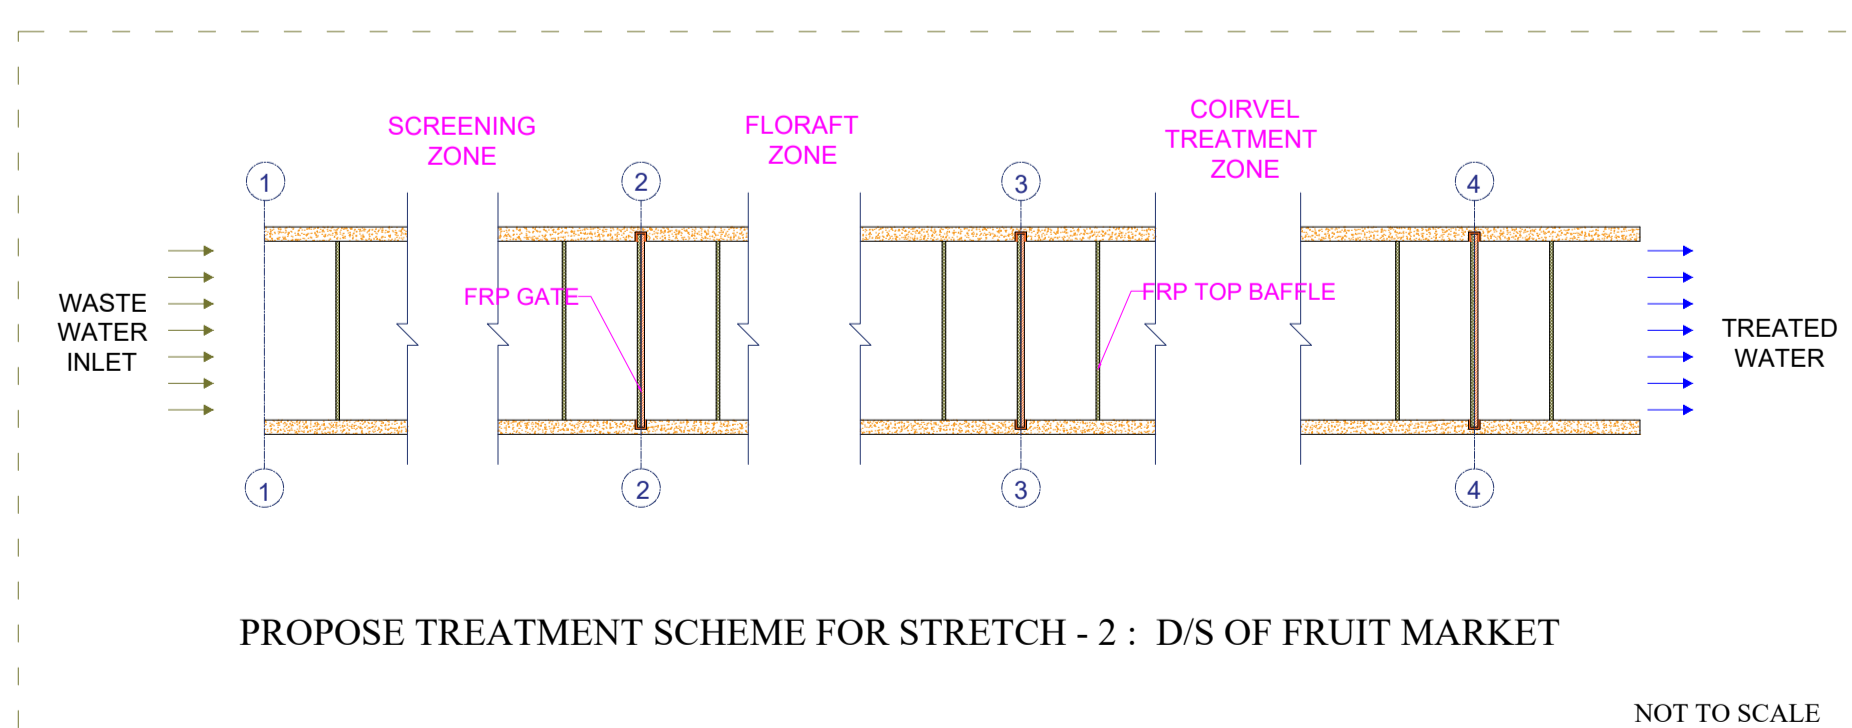 SCREENING
ZONE
FLORAFT
ZONE
COIRVEL
TREATMENT
ZONE
1
2
3
4
WASTE
WATER
INLET
FRP GATE
FRP TOP BAFFLE
TREATED
WATER
1
2
3
4
PROPOSE TREATMENT SCHEME FOR STRETCH - 2 : D/S OF FRUIT MARKET
NOT TO SCALE